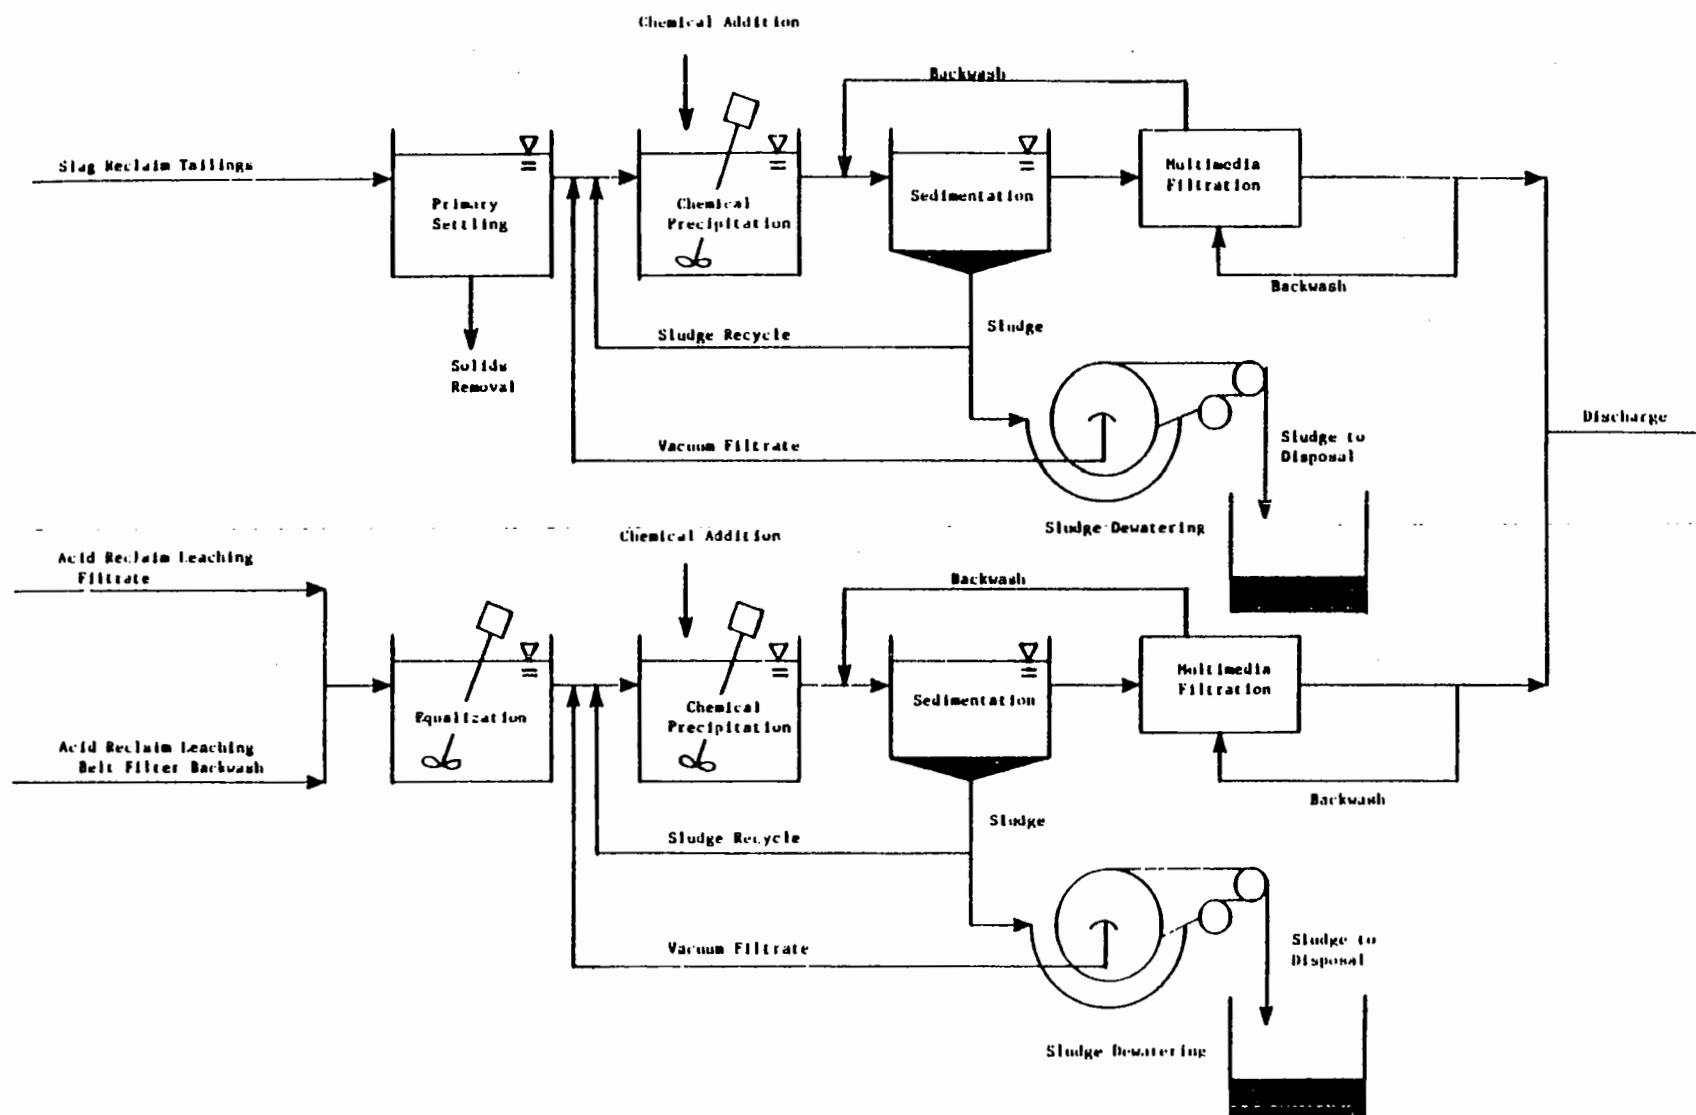 Chemical Addition
Backwash
Slag Reclaim Tailings
Primary
Settling
Chemical
Precipitation
Sedimentation
Multimedia
Filtration
Backwash
Sludge Recycle
Sludge
Solids
Removal
Vacuum Filtrate
Sludge to
Disposal
Discharge
Sludge Dewatering
Chemical Addition
Acid Reclaim Leaching
Filtrate
Backwash
Equalization
Chemical
Precipitation
Sedimentation
Multimedia
Filtration
Acid Reclaim Leaching
Belt Filter Backwash
Backwash
Sludge Recycle
Sludge
Vacuum Filtrate
Sludge to
Disposal
Sludge Dewatering